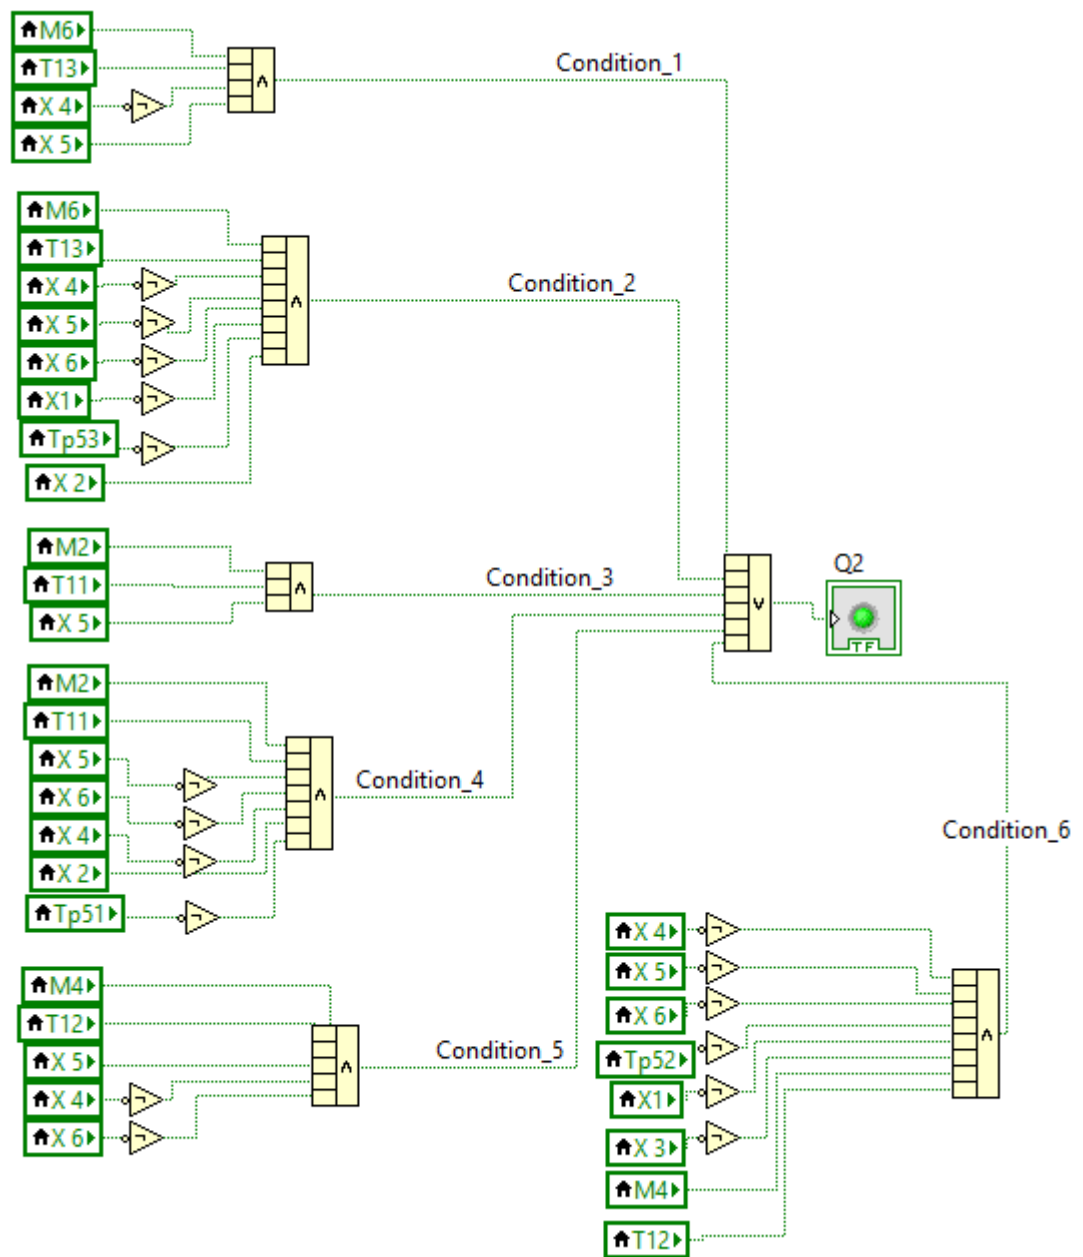 M6
T13
X 4
X 5
Condition_1
M6
T13
X 4
X 5
X 6
X1
Tp53
X 2
Condition_2
M2
T11
X 5
Condition_3
Q2
TF
M2
T11
X 5
X 6
X 4
X 2
Tp51
Condition_4
M4
T12
X 5
X 4
X 6
Condition_5
Condition_6
X 4
X 5
X 6
Tp52
X1
X 3
M4
T12